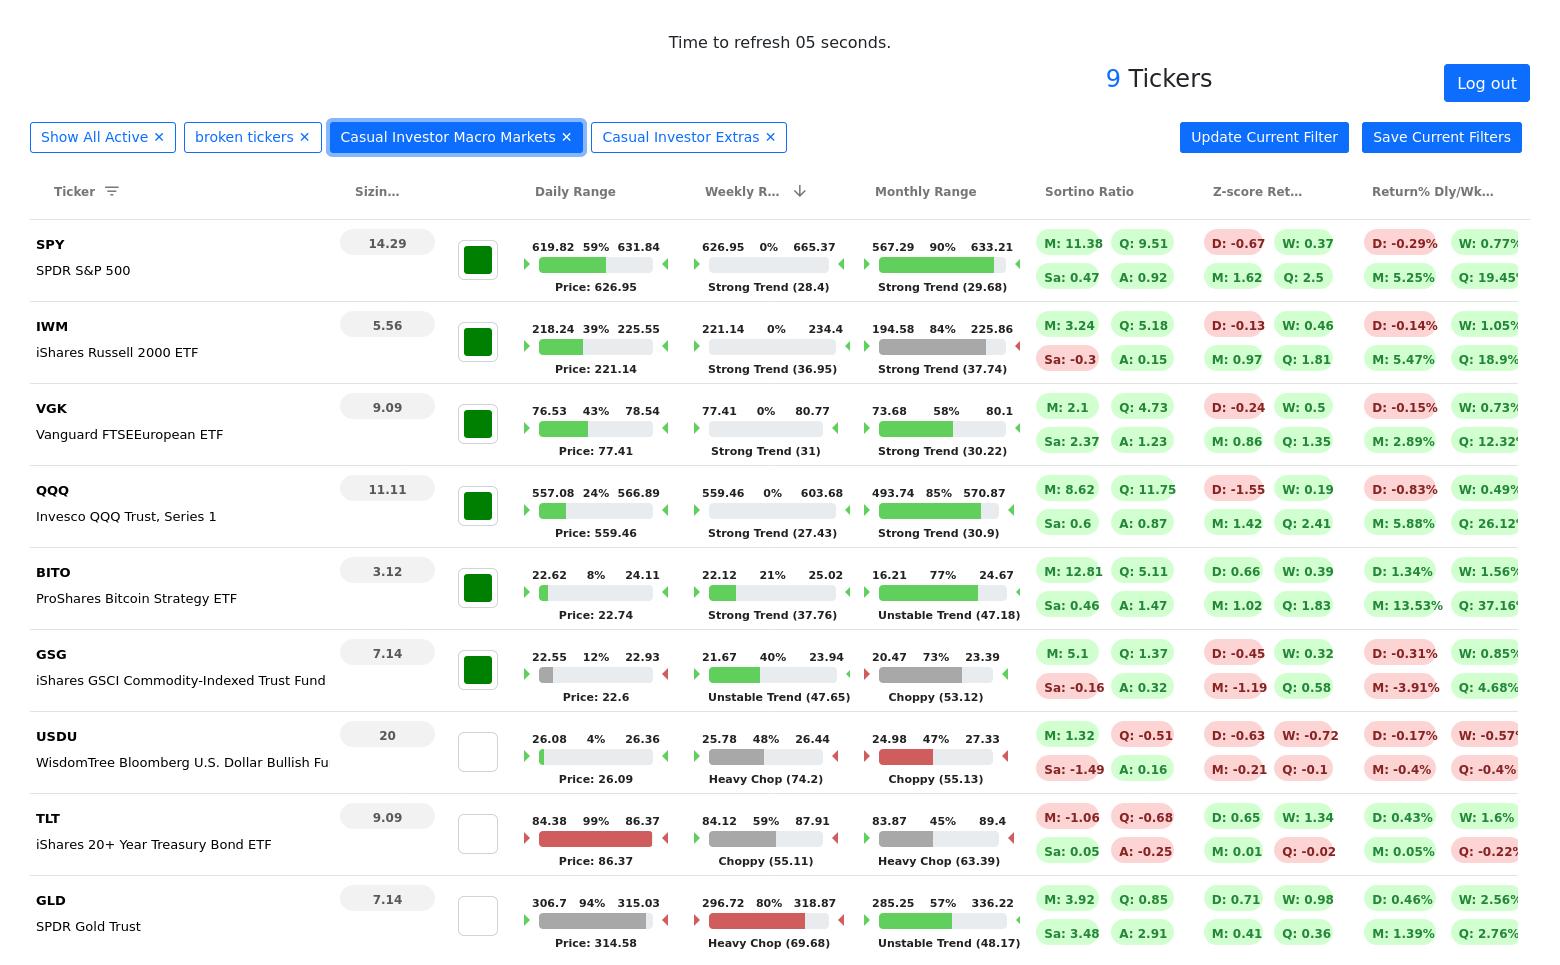 Time to refresh 05 seconds.
9 Tickers
Log out
Show All Active ✕ broken tickers ✕ Casual Investor Macro Markets ✕ Casual Investor Extras ✕ Update Current Filter Save Current Filters
Ticker Sizin... Daily Range Weekly R... Monthly Range Sortino Ratio Z-score Ret... Return% Dly/Wk...
SPY 14.29 619.82 59% 631.84 626.95 0% 665.37 567.29 90% 633.21 M: 11.38 Q: 9.51 D: -0.67 W: 0.37 D: -0.29% W: 0.77%
SPDR S&P 500 Sa: 0.47 A: 0.92 M: 1.62 Q: 2.5 M: 5.25% Q: 19.45%
Price: 626.95 Strong Trend (28.4) Strong Trend (29.68)
IWM 5.56 218.24 39% 225.55 221.14 0% 234.4 194.58 84% 225.86 M: 3.24 Q: 5.18 D: -0.13 W: 0.46 D: -0.14% W: 1.05%
iShares Russell 2000 ETF Sa: -0.3 A: 0.15 M: 0.97 Q: 1.81 M: 5.47% Q: 18.9%
Price: 221.14 Strong Trend (36.95) Strong Trend (37.74)
VGK 9.09 76.53 43% 78.54 77.41 0% 80.77 73.68 58% 80.1 M: 2.1 Q: 4.73 D: -0.24 W: 0.5 D: -0.15% W: 0.73%
Vanguard FTSEEuropean ETF Sa: 2.37 A: 1.23 M: 0.86 Q: 1.35 M: 2.89% Q: 12.32%
Price: 77.41 Strong Trend (31) Strong Trend (30.22)
QQQ 11.11 557.08 24% 566.89 559.46 0% 603.68 493.74 85% 570.87 M: 8.62 Q: 11.75 D: -1.55 W: 0.19 D: -0.83% W: 0.49%
Invesco QQQ Trust, Series 1 Sa: 0.6 A: 0.87 M: 1.42 Q: 2.41 M: 5.88% Q: 26.12%
Price: 559.46 Strong Trend (27.43) Strong Trend (30.9)
BITO 3.12 22.62 8% 24.11 22.12 21% 25.02 16.21 77% 24.67 M: 12.81 Q: 5.11 D: 0.66 W: 0.39 D: 1.34% W: 1.56%
ProShares Bitcoin Strategy ETF Sa: 0.46 A: 1.47 M: 1.02 Q: 1.83 M: 13.53% Q: 37.16%
Price: 22.74 Strong Trend (37.76) Unstable Trend (47.18)
GSG 7.14 22.55 12% 22.93 21.67 40% 23.94 20.47 73% 23.39 M: 5.1 Q: 1.37 D: -0.45 W: 0.32 D: -0.31% W: 0.85%
iShares GSCI Commodity-Indexed Trust Fund Sa: -0.16 A: 0.32 M: -1.19 Q: 0.58 M: -3.91% Q: 4.68%
Price: 22.6 Unstable Trend (47.65) Choppy (53.12)
USDU 20 26.08 4% 26.36 25.78 48% 26.44 24.98 47% 27.33 M: 1.32 Q: -0.51 D: -0.63 W: -0.72 D: -0.17% W: -0.57%
WisdomTree Bloomberg U.S. Dollar Bullish Fu Sa: -1.49 A: 0.16 M: -0.21 Q: -0.1 M: -0.4% Q: -0.4%
Price: 26.09 Heavy Chop (74.2) Choppy (55.13)
TLT 9.09 84.38 99% 86.37 84.12 59% 87.91 83.87 45% 89.4 M: -1.06 Q: -0.68 D: 0.65 W: 1.34 D: 0.43% W: 1.6%
iShares 20+ Year Treasury Bond ETF Sa: 0.05 A: -0.25 M: 0.01 Q: -0.02 M: 0.05% Q: -0.22%
Price: 86.37 Choppy (55.11) Heavy Chop (63.39)
GLD 7.14 306.7 94% 315.03 296.72 80% 318.87 285.25 57% 336.22 M: 3.92 Q: 0.85 D: 0.71 W: 0.98 D: 0.46% W: 2.56%
SPDR Gold Trust Sa: 3.48 A: 2.91 M: 0.41 Q: 0.36 M: 1.39% Q: 2.76%
Price: 314.58 Heavy Chop (69.68) Unstable Trend (48.17)